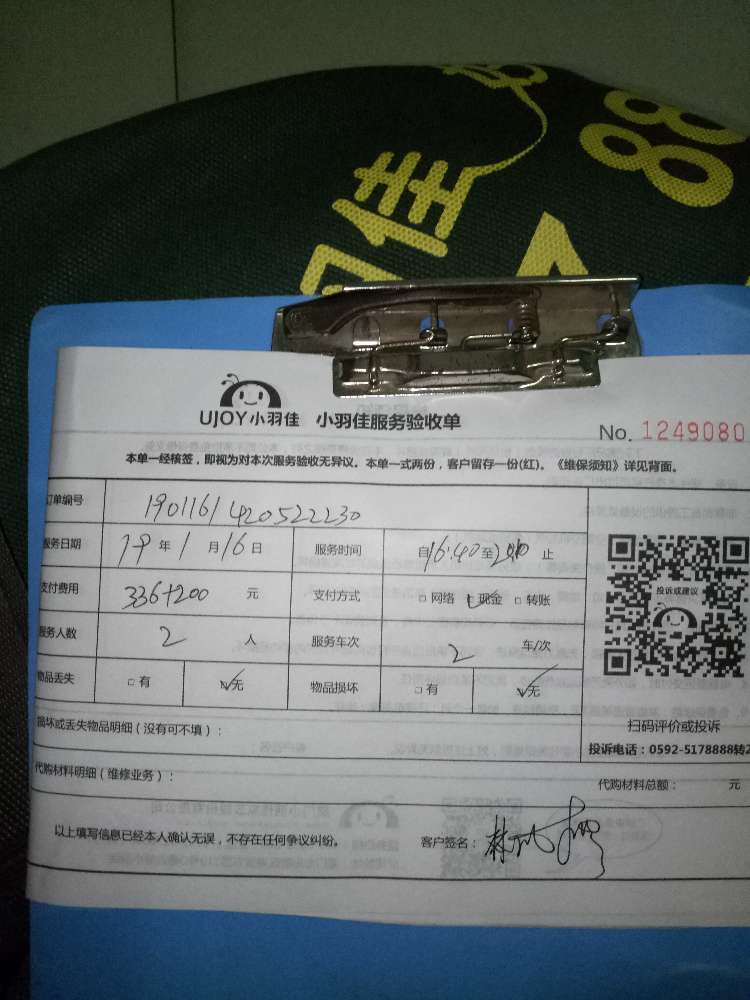 佳
88
UJOY小羽佳 小羽佳服务验收单
No. 1249080
本单一经核签，即视为对本次服务验收无异议。本单一式两份，客户留存一份(红)。《维保须知》详见背面。
订单编号 190116142052230
服务日期 19年1月16日 服务时间 自16:40至 止
支付费用 336+200 元 支付方式 □网络 ☑现金 □转账
服务人数 2 人 服务车次 2 车/次
物品丢失 □有 ☑无 物品损坏 □有 ☑无
投诉或建议
扫码评价或投诉
投诉电话：0592-5178888转2
损坏或丢失物品明细（没有可不填）：
代购材料明细（维修业务）：
代购材料总额： 元
以上填写信息已经本人确认无误，不存在任何争议纠纷。 客户签名：